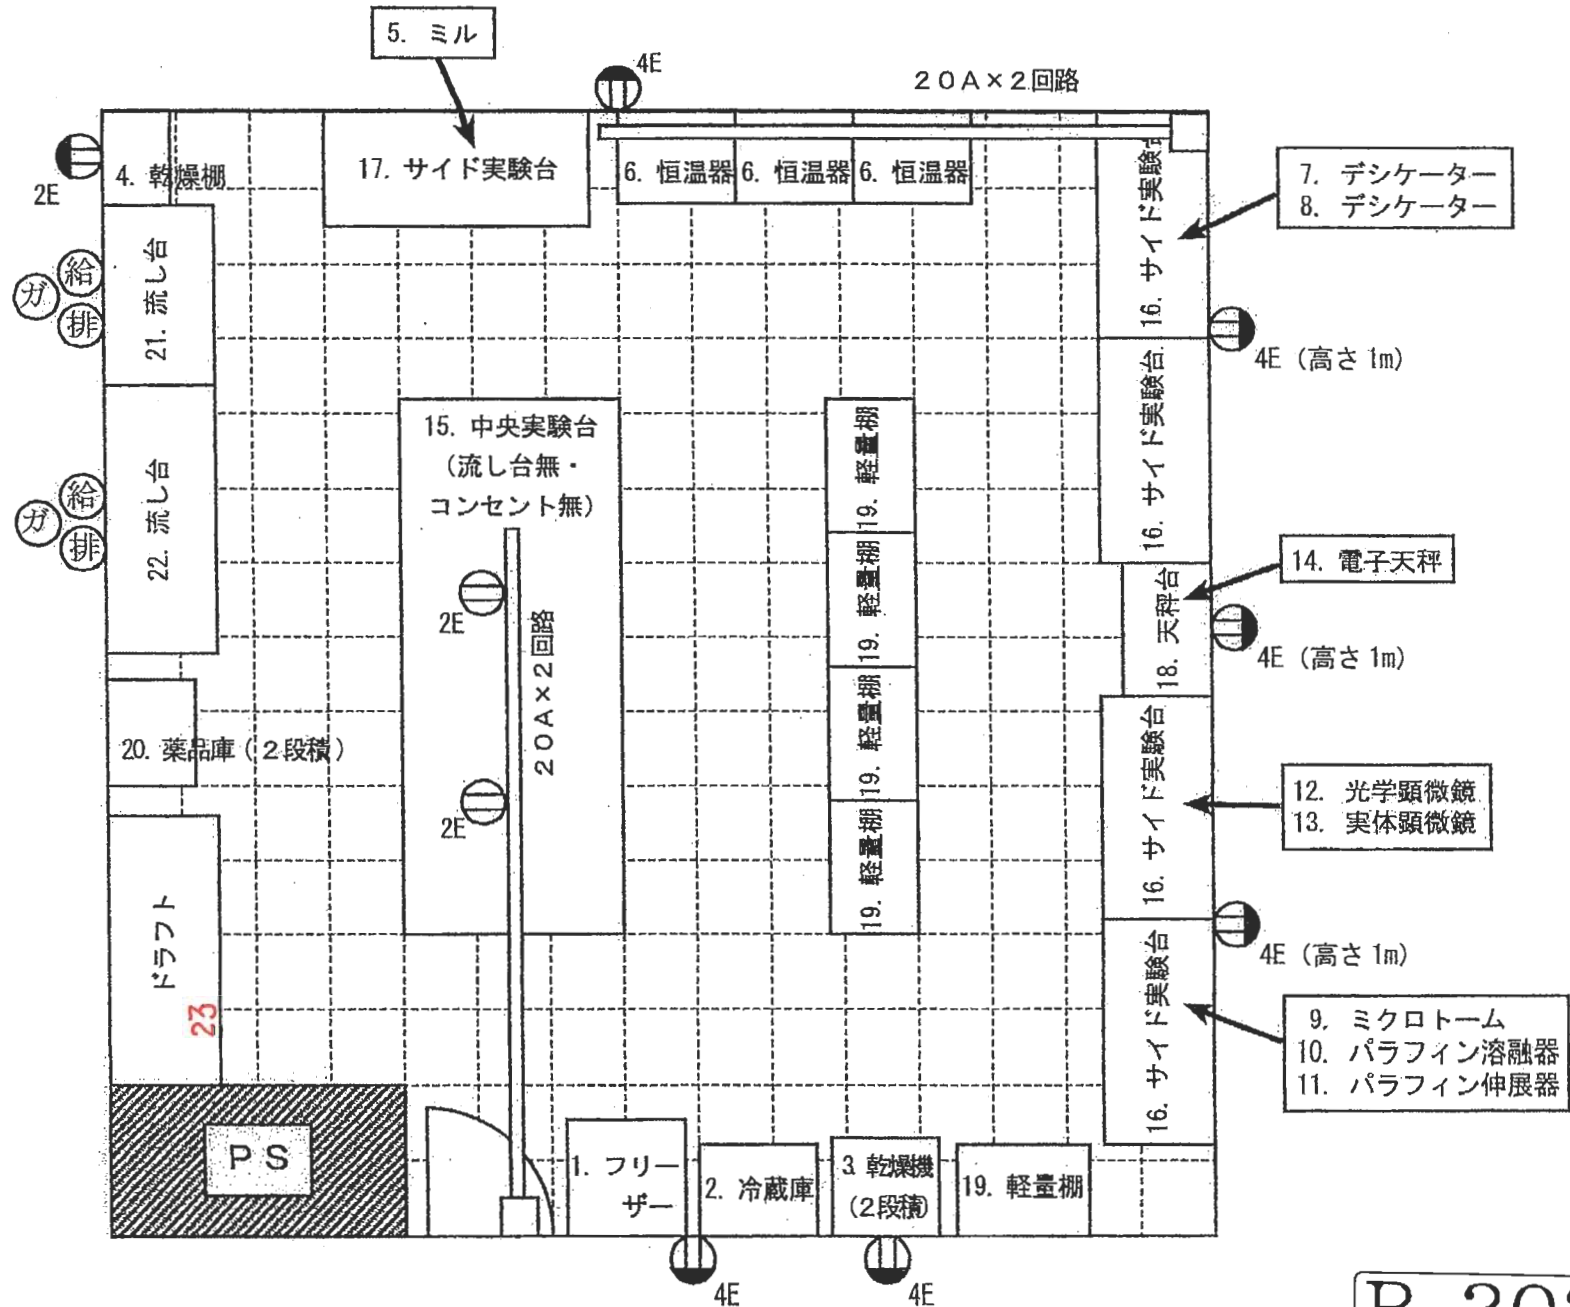 5. ミル
4E
20A×2回路
2E
4. 乾燥棚
17. サイド実験台
6. 恒温器
6. 恒温器
6. 恒温器
16. サイド実験台
7. デシケーター
8. デシケーター
21. 流し台
給
ガ
排
4E (高さ1m)
16. サイド実験台
15. 中央実験台
(流し台無・
コンセント無)
19. 軽量棚
22. 流し台
給
ガ
排
19. 軽量棚
14. 電子天秤
18. 天秤台
2E
20A×2回路
4E (高さ1m)
20. 薬品庫(2段積)
19. 軽量棚
16. サイド実験台
12. 光学顕微鏡
13. 実体顕微鏡
2E
19. 軽量棚
ドラフト
23
4E (高さ1m)
16. サイド実験台
9. ミクロトーム
10. パラフィン溶融器
11. パラフィン伸展器
PS
1. フリー
ザー
2. 冷蔵庫
3 乾燥機
(2段積)
19. 軽量棚
4E
4E